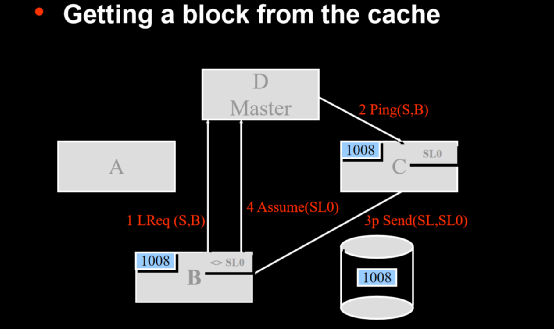 • Getting a block from the cache
D
Master
2 Ping(S,B)
1008
SL0
A
C
4 Assume(SL0)
1 LReq (S,B)
3p Send(SL,SL0)
1008
<> SL0
B
1008